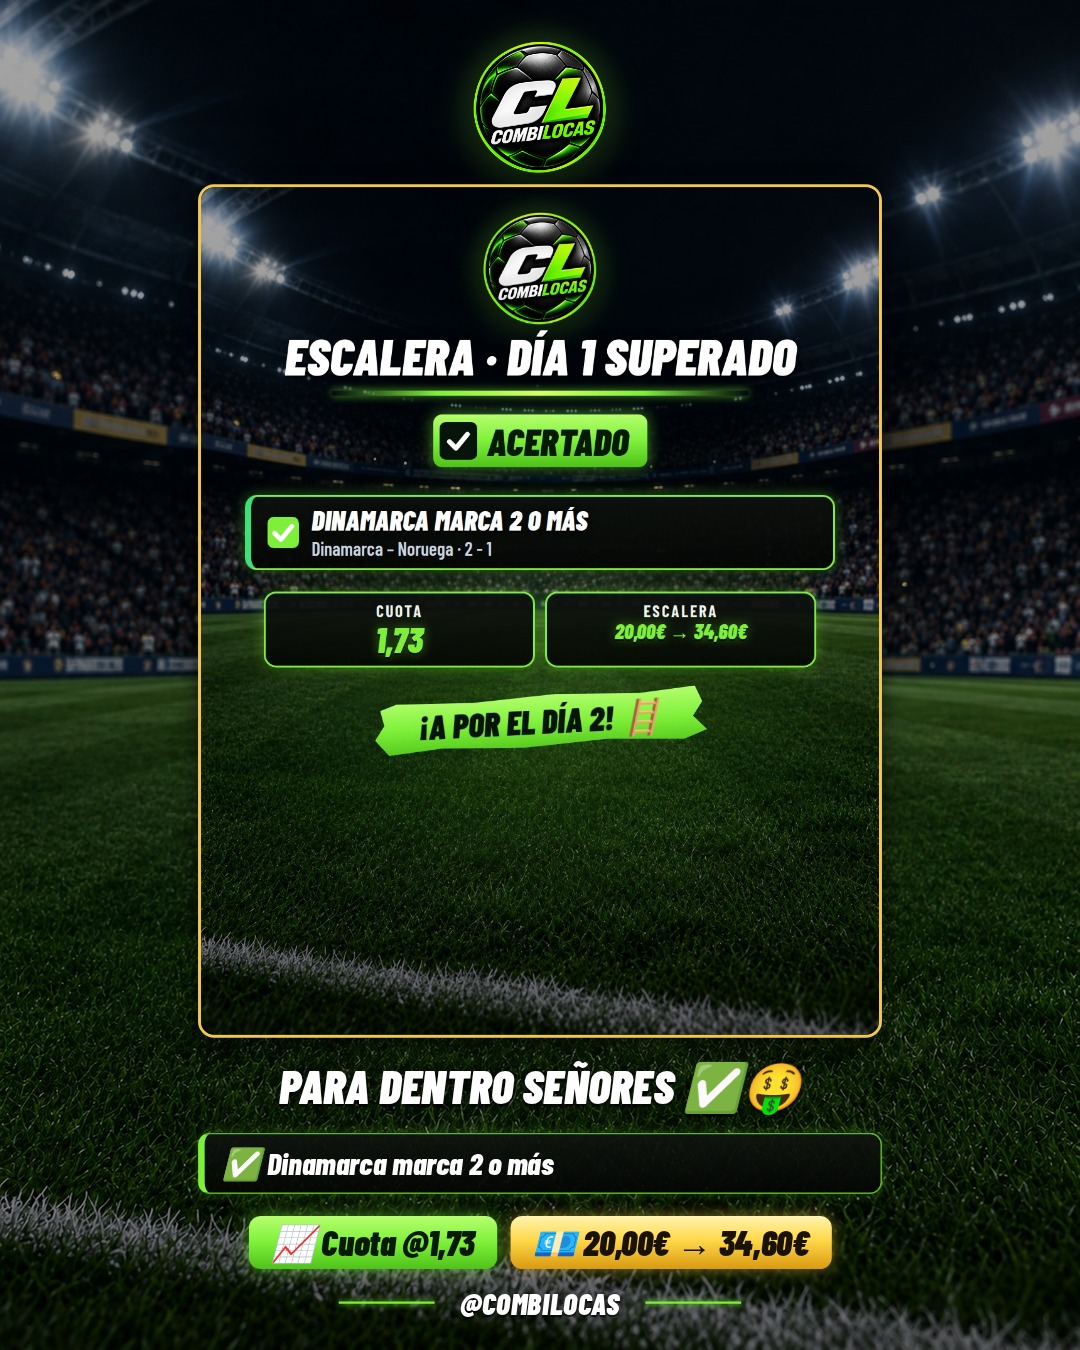 CL
COMBILOCAS
CL
COMBILOCAS
ESCALERA · DÍA 1 SUPERADO
✓ ACERTADO
DINAMARCA MARCA 2 O MÁS
Dinamarca – Noruega · 2 - 1
CUOTA
1,73
ESCALERA
20,00€ → 34,60€
¡A POR EL DÍA 2! 🪜
PARA DENTRO SEÑORES ✅🤑
✅ Dinamarca marca 2 o más
📈 Cuota @1,73
💶 20,00€ → 34,60€
@COMBILOCAS